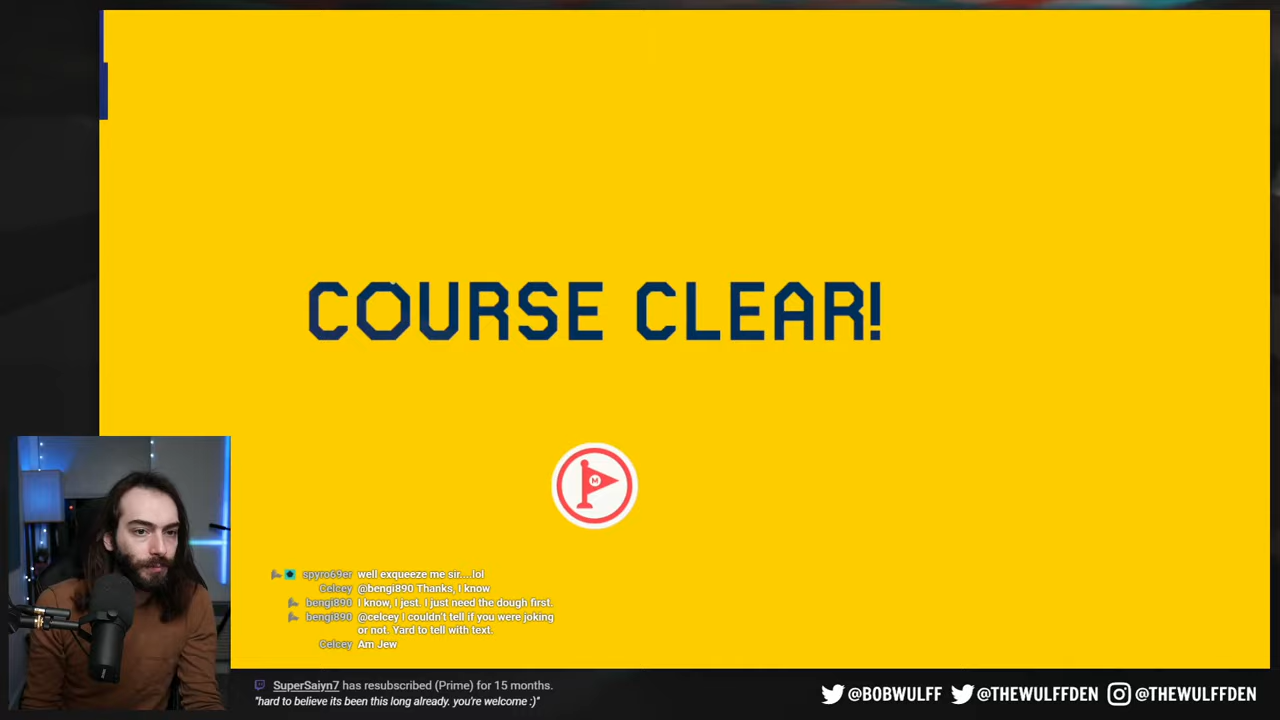 COURSE CLEAR!
M
spyro69er well exqueeze me sir....lol
Celcey @bengi890 Thanks, I know
bengi890 I know, I jest. I just need the dough first.
bengi890 @celcey I couldn't tell if you were joking
or not. Yard to tell with text.
Celcey Am Jew
SuperSaiyn7 has resubscribed (Prime) for 15 months.
"hard to believe its been this long already. you're welcome :)"
@BOBWULFF @THEWULFFDEN @THEWULFFDEN